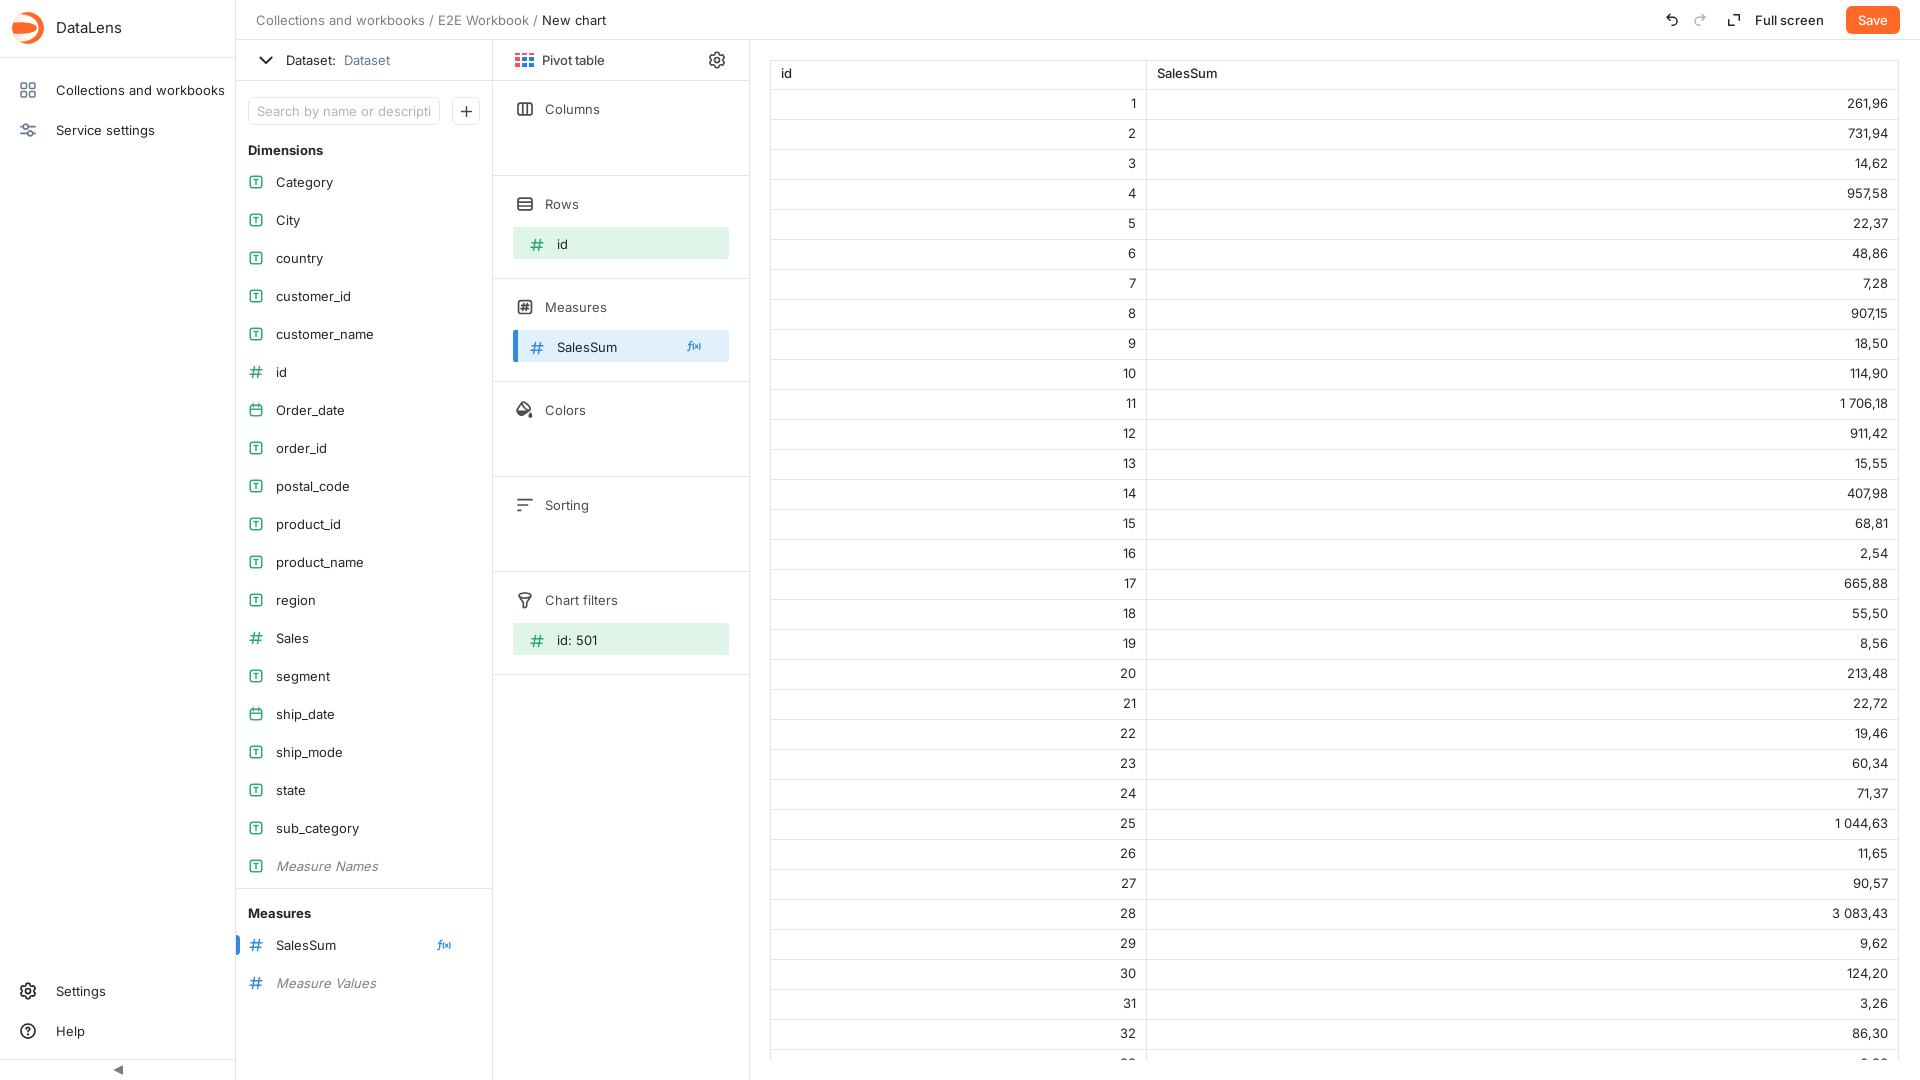 DataLens
Collections and workbooks
Service settings
Settings
Help
Collections and workbooks / E2E Workbook / New chart
Full screen
Save
Dataset: Dataset
Search by name or descripti
Dimensions
Category
City
country
customer_id
customer_name
id
Order_date
order_id
postal_code
product_id
product_name
region
Sales
segment
ship_date
ship_mode
state
sub_category
Measure Names
Measures
SalesSum
Measure Values
Pivot table
Columns
Rows
id
Measures
SalesSum
Colors
Sorting
Chart filters
id: 501
id SalesSum
1 261,96
2 731,94
3 14,62
4 957,58
5 22,37
6 48,86
7 7,28
8 907,15
9 18,50
10 114,90
11 1 706,18
12 911,42
13 15,55
14 407,98
15 68,81
16 2,54
17 665,88
18 55,50
19 8,56
20 213,48
21 22,72
22 19,46
23 60,34
24 71,37
25 1 044,63
26 11,65
27 90,57
28 3 083,43
29 9,62
30 124,20
31 3,26
32 86,30